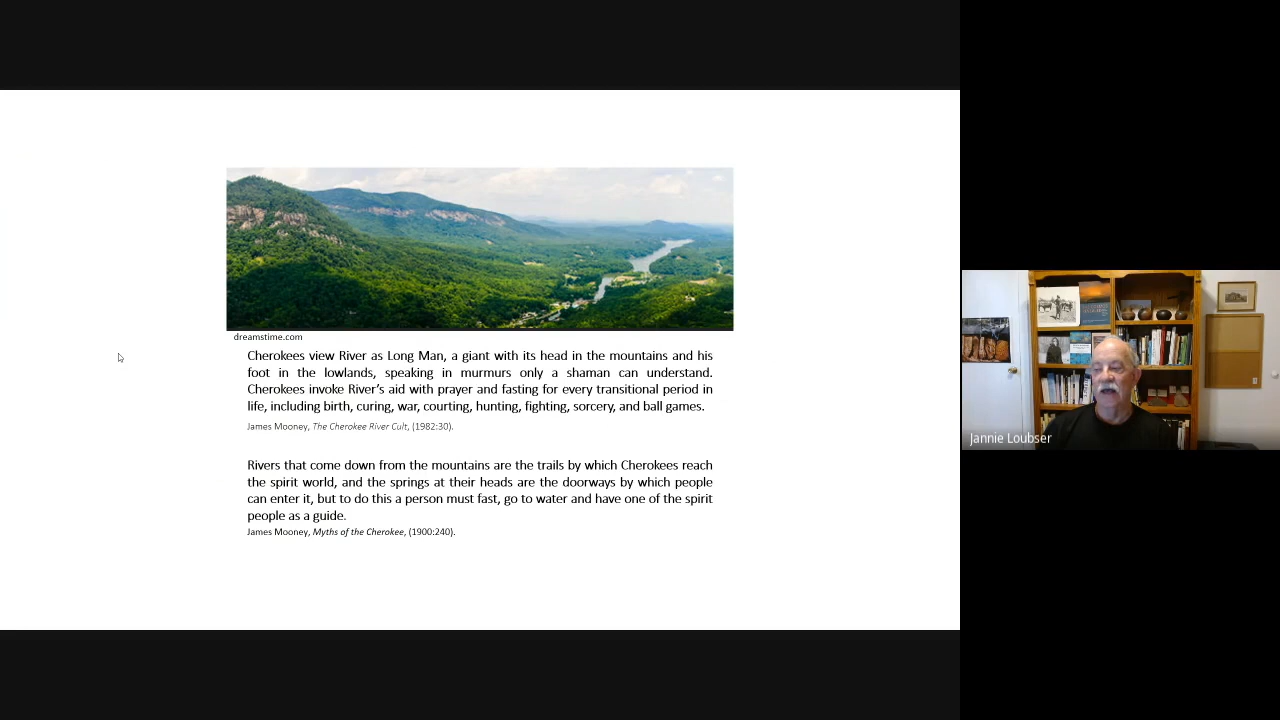 dreamstime.com
Cherokees view River as Long Man, a giant with its head in the mountains and his
foot in the lowlands, speaking in murmurs only a shaman can understand.
Cherokees invoke River's aid with prayer and fasting for every transitional period in
life, including birth, curing, war, courting, hunting, fighting, sorcery, and ball games.
James Mooney, The Cherokee River Cult, (1982:30).
Rivers that come down from the mountains are the trails by which Cherokees reach
the spirit world, and the springs at their heads are the doorways by which people
can enter it, but to do this a person must fast, go to water and have one of the spirit
people as a guide.
James Mooney, Myths of the Cherokee, (1900:240).
Jannie Loubser